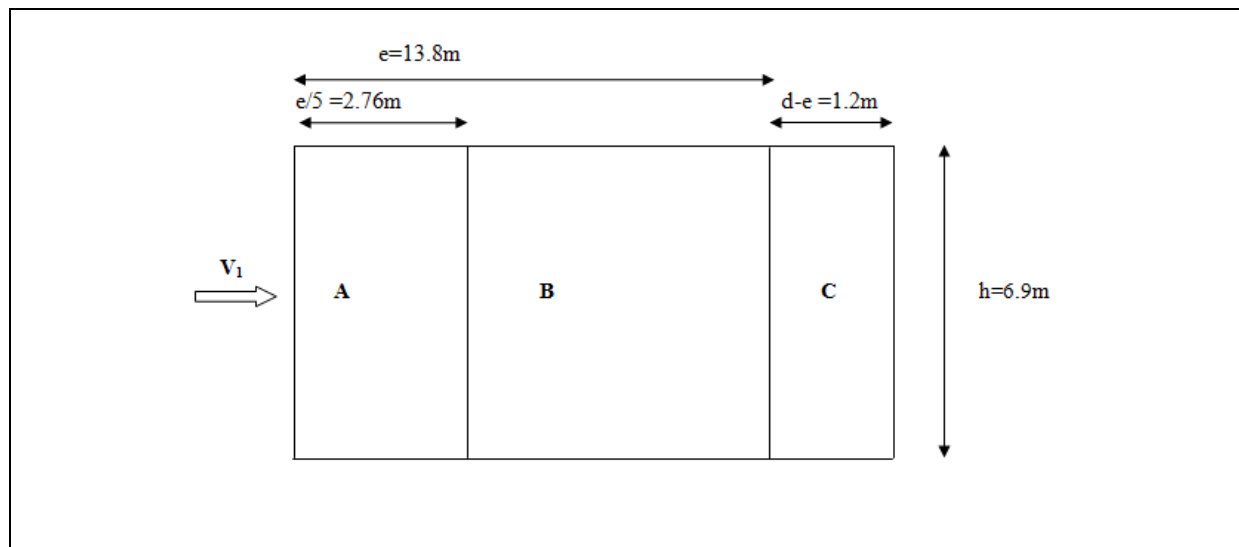 e=13.8m
e/5 =2.76m
d-e =1.2m
V₁
A
B
C
h=6.9m